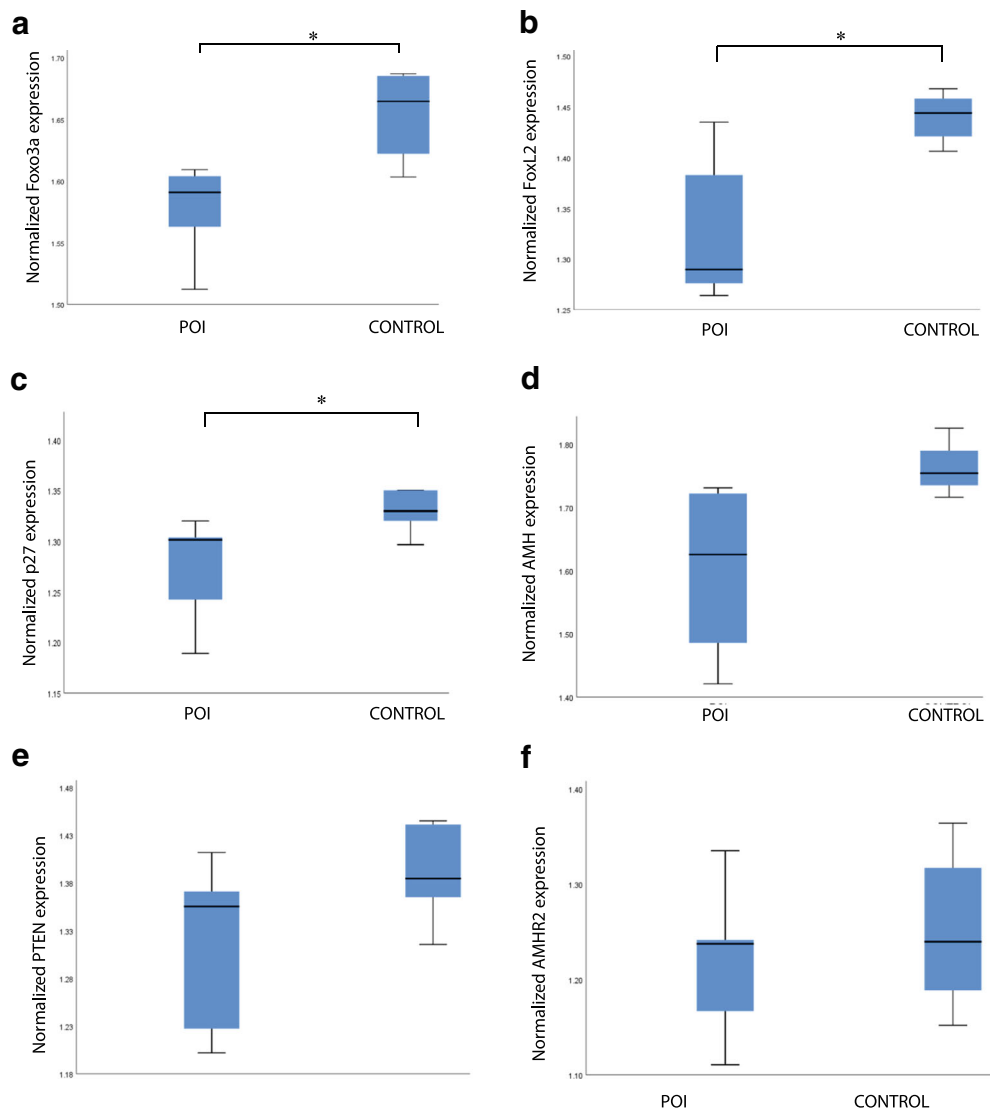 a
*
Normalized Foxo3a expression
1.70
1.65
1.60
1.55
1.50
POI
CONTROL
b
*
Normalized FoxL2 expression
1.50
1.45
1.40
1.35
1.30
1.25
POI
CONTROL
c
*
Normalized p27 expression
1.40
1.35
1.30
1.25
1.20
1.15
POI
CONTROL
d
Normalized AMH expression
1.80
1.70
1.60
1.50
1.40
POI
CONTROL
e
Normalized PTEN expression
1.48
1.43
1.38
1.33
1.28
1.23
1.18
f
Normalized AMHR2 expression
1.40
1.30
1.20
1.10
POI
CONTROL